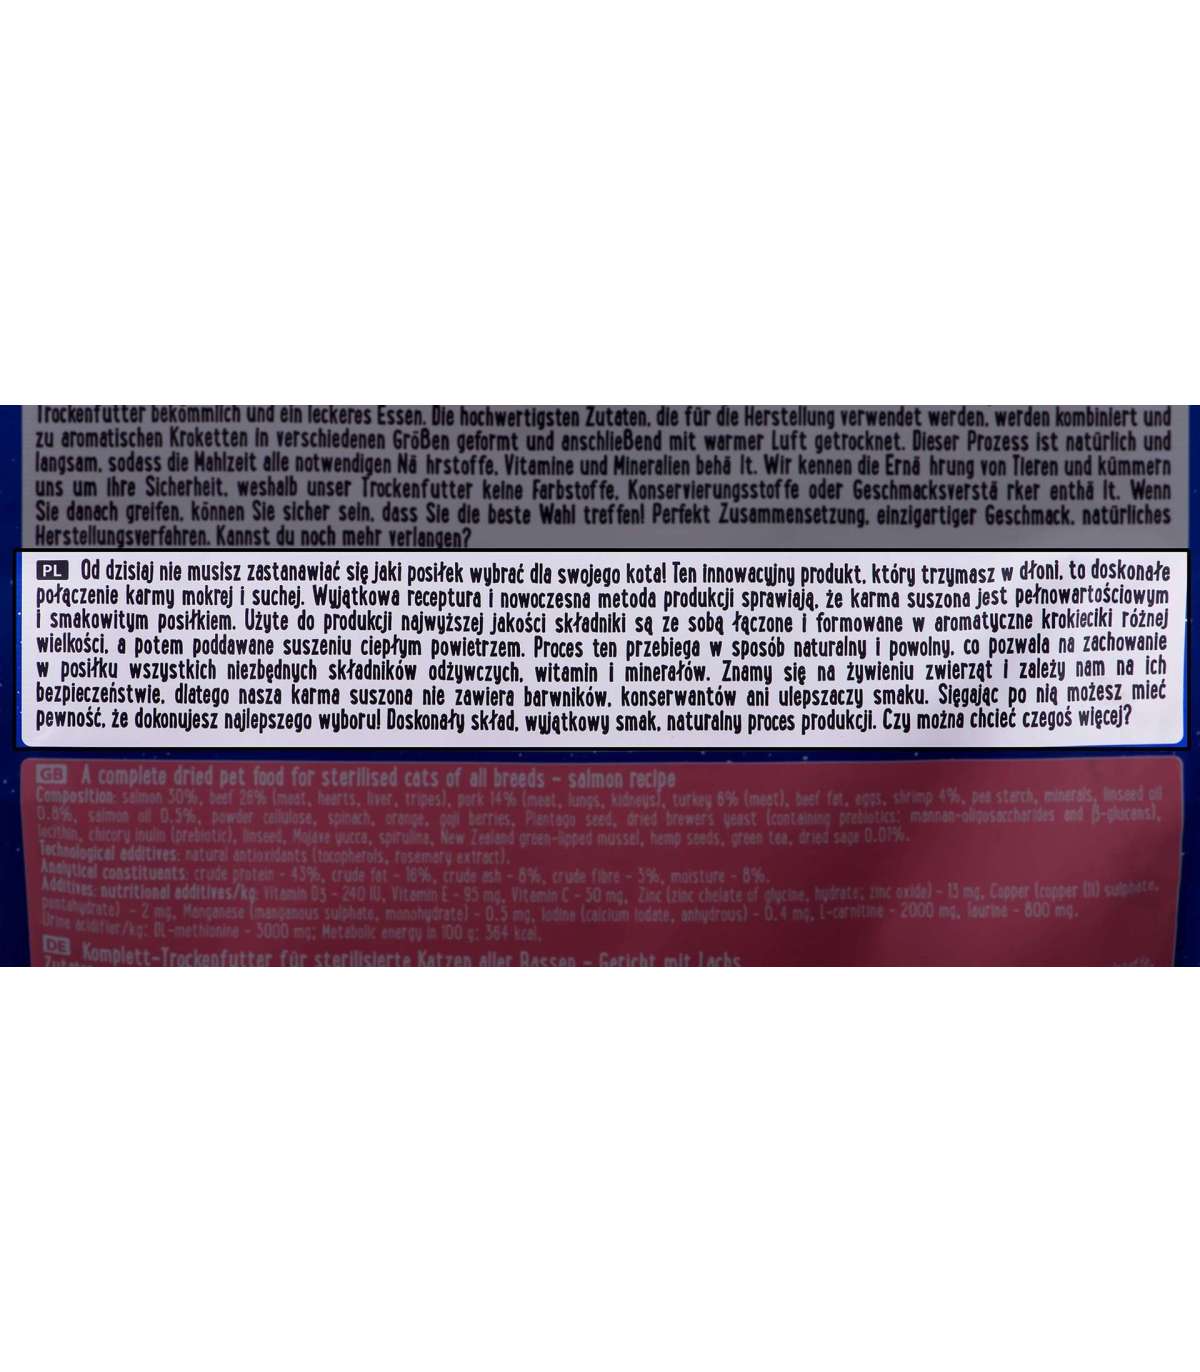 Trockenfutter bekömmlich und ein leckeres Essen. Die hochwertigsten Zutaten, die für die Herstellung verwendet werden, werden kombiniert und
zu aromatischen Kroketten in verschiedenen Größen geformt und anschließend mit warmer Luft getrocknet. Dieser Prozess ist natürlich und
langsam, sodass die Mahlzeit alle notwendigen Nä hrstoffe, Vitamine und Mineralien behä lt. Wir kennen die Ernä hrung von Tieren und kümmern
uns um ihre Sicherheit, weshalb unser Trockenfutter keine Farbstoffe, Konservierungsstoffe oder Geschmacksverstä rker enthä lt. Wenn
Sie danach greifen, können Sie sicher sein, dass Sie die beste Wahl treffen! Perfekt Zusammensetzung, einzigartiger Geschmack, natürliches
Herstellungsverfahren. Kannst du noch mehr verlangen?
PL Od dzisiaj nie musisz zastanawiać się jaki posiłek wybrać dla swojego kota! Ten innowacyjny produkt, który trzymasz w dłoni, to doskonałe
połączenie karmy mokrej i suchej. Wyjątkowa receptura i nowoczesna metoda produkcji sprawiają, że karma suszona jest pełnowartościowym
i smakowitym posiłkiem. Użyte do produkcji najwyższej jakości składniki są ze sobą łączone i formowane w aromatyczne krokieciki różnej
wielkości, a potem poddawane suszeniu ciepłym powietrzem. Proces ten przebiega w sposób naturalny i powolny, co pozwala na zachowanie
w posiłku wszystkich niezbędnych składników odżywczych, witamin i minerałów. Znamy się na żywieniu zwierząt i zależy nam na ich
bezpieczeństwie, dlatego nasza karma suszona nie zawiera barwników, konserwantów ani ulepszaczy smaku. Sięgając po nią możesz mieć
pewność, że dokonujesz najlepszego wyboru! Doskonały skład, wyjątkowy smak, naturalny proces produkcji. Czy można chcieć czegoś więcej?
GB A complete dried pet food for sterilised cats of all breeds – salmon recipe
Composition: salmon 30%, beef 26% (meat, hearts, liver, tripes), pork 14% (meat, lungs, kidneys), turkey 6% (meat), beef fat, eggs, shrimp 4%, pea starch, minerals, linseed oil
0.8%, salmon oil 0.5%, powder cellulose, spinach, orange, goji berries, Plantago seed, dried brewers yeast (containing prebiotics: mannan-oligosaccharides and β-glucans),
lecithin, chicory inulin (prebiotic), linseed, Mojave yucca, spirulina, New Zealand green-lipped mussel, hemp seeds, green tea, dried sage 0.01%.
Technological additives: natural antioxidants (tocopherols, rosemary extract).
Analytical constituents: crude protein – 43%, crude fat – 16%, crude ash – 8%, crude fibre – 3%, moisture – 8%.
Additives: nutritional additives/kg: Vitamin D3 – 240 IU, Vitamin E – 95 mg, Vitamin C – 50 mg, Zinc (zinc chelate of glycine, hydrate; zinc oxide) – 13 mg, Copper (copper (II) sulphate,
pentahydrate) – 2 mg, Manganese (manganous sulphate, monohydrate) – 0.5 mg, Iodine (calcium iodate, anhydrous) – 0.4 mg, L-carnitine – 2000 mg, Taurine – 800 mg.
Urine acidifier/kg: DL-methionine – 5000 mg; Metabolic energy in 100 g: 364 kcal.
DE Komplett-Trockenfutter für sterilisierte Katzen aller Rassen – Gericht mit Lachs